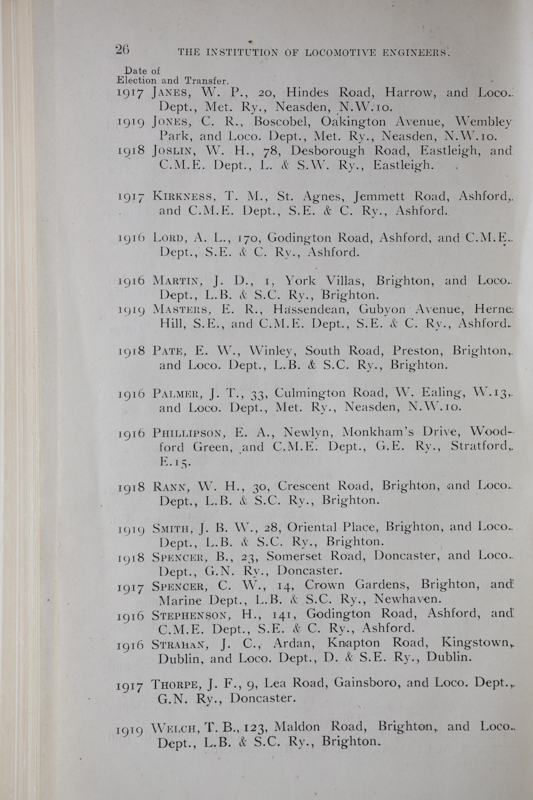 26 THE INSTITUTION OF LOCOMOTIVE ENGINEERS.
Date of
Election and Transfer.
1917 JANES, W. P., 20, Hindes Road, Harrow, and Loco.
Dept., Met. Ry., Neasden, N.W.10.
1919 JONES, C. R., Boscobel, Oakington Avenue, Wembley
Park, and Loco. Dept., Met. Ry., Neasden, N.W.10.
1918 JOSLIN, W. H., 78, Desborough Road, Eastleigh, and
C.M.E. Dept., L. & S.W. Ry., Eastleigh.
1917 KIRKNESS, T. M., St. Agnes, Jemmett Road, Ashford,
and C.M.E. Dept., S.E. & C. Ry., Ashford.
1916 LORD, A. L., 170, Godington Road, Ashford, and C.M.E.
Dept., S.E. & C. Ry., Ashford.
1916 MARTIN, J. D., 1, York Villas, Brighton, and Loco.
Dept., L.B. & S.C. Ry., Brighton.
1919 MASTERS, E. R., Hassendean, Gubyon Avenue, Herne
Hill, S.E., and C.M.E. Dept., S.E. & C. Ry., Ashford.
1918 PATE, E. W., Winley, South Road, Preston, Brighton,
and Loco. Dept., L.B. & S.C. Ry., Brighton.
1916 PALMER, J. T., 33, Culmington Road, W. Ealing, W.13,
and Loco. Dept., Met. Ry., Neasden, N.W.10.
1916 PHILLIPSON, E. A., Newlyn, Monkham's Drive, Wood-
ford Green, and C.M.E. Dept., G.E. Ry., Stratford,
E.15.
1918 RANN, W. H., 30, Crescent Road, Brighton, and Loco.
Dept., L.B. & S.C. Ry., Brighton.
1919 SMITH, J. B. W., 28, Oriental Place, Brighton, and Loco.
Dept., L.B. & S.C. Ry., Brighton.
1918 SPENCER, B., 23, Somerset Road, Doncaster, and Loco.
Dept., G.N. Ry., Doncaster.
1917 SPENCER, C. W., 14, Crown Gardens, Brighton, and
Marine Dept., L.B. & S.C. Ry., Newhaven.
1916 STEPHENSON, H., 141, Godington Road, Ashford, and
C.M.E. Dept., S.E. & C. Ry., Ashford.
1916 STRAHAN, J. C., Ardan, Knapton Road, Kingstown,
Dublin, and Loco. Dept., D. & S.E. Ry., Dublin.
1917 THORPE, J. F., 9, Lea Road, Gainsboro, and Loco. Dept.,
G.N. Ry., Doncaster.
1919 WELCH, T. B., 123, Maldon Road, Brighton, and Loco.
Dept., L.B. & S.C. Ry., Brighton.